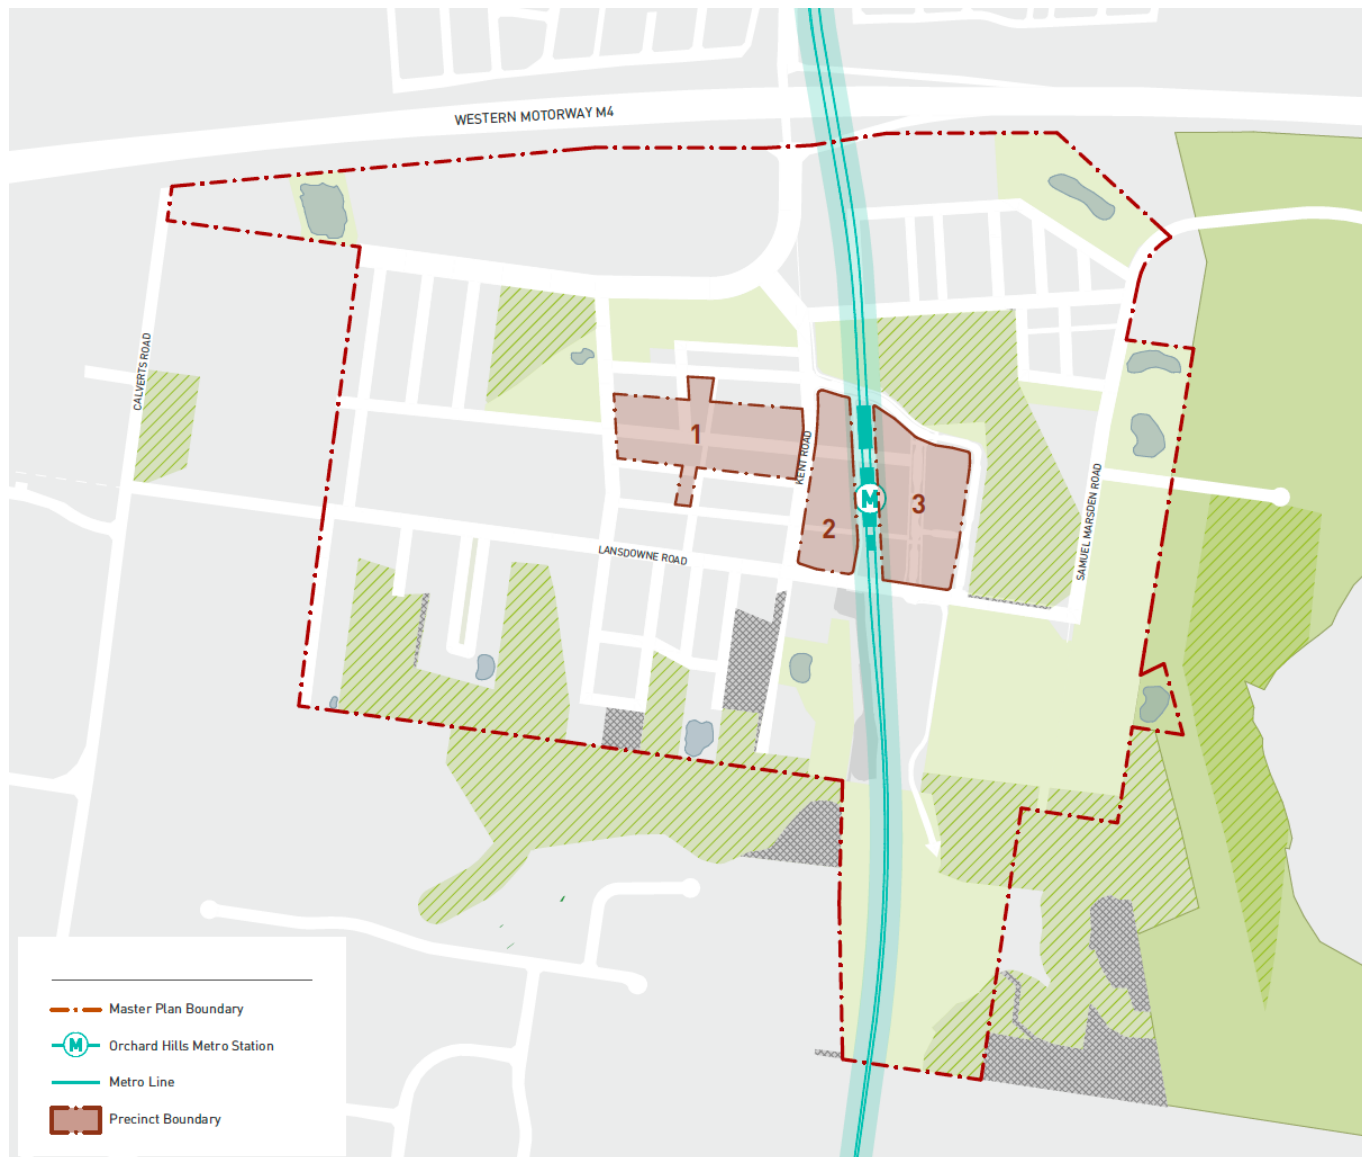 WESTERN MOTORWAY M4
CALVERTS ROAD
1
KENT ROAD
M
2
3
SAMUEL MARSDEN ROAD
LANSDOWNE ROAD
Master Plan Boundary
M
Orchard Hills Metro Station
Metro Line
Precinct Boundary